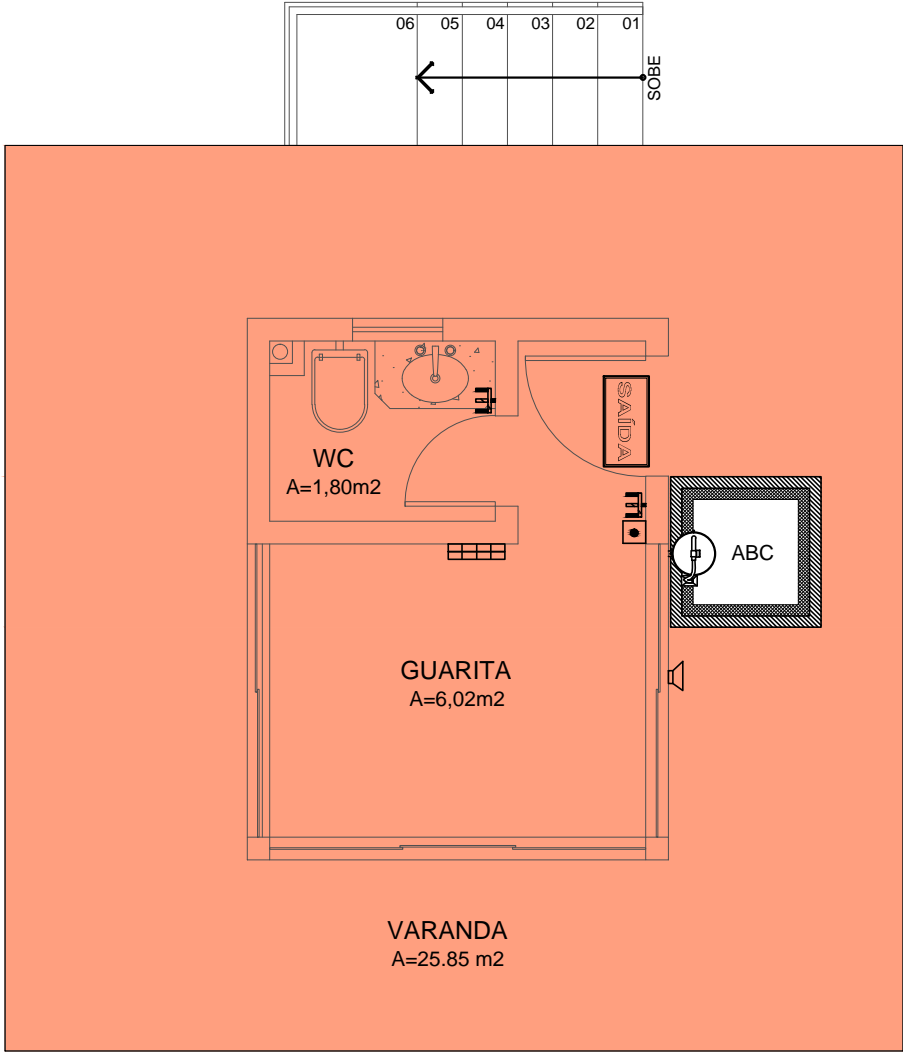 06 05 04 03 02 01
SOBE
SAÍDA
WC
A=1,80m2
ABC
GUARITA
A=6,02m2
VARANDA
A=25.85 m2